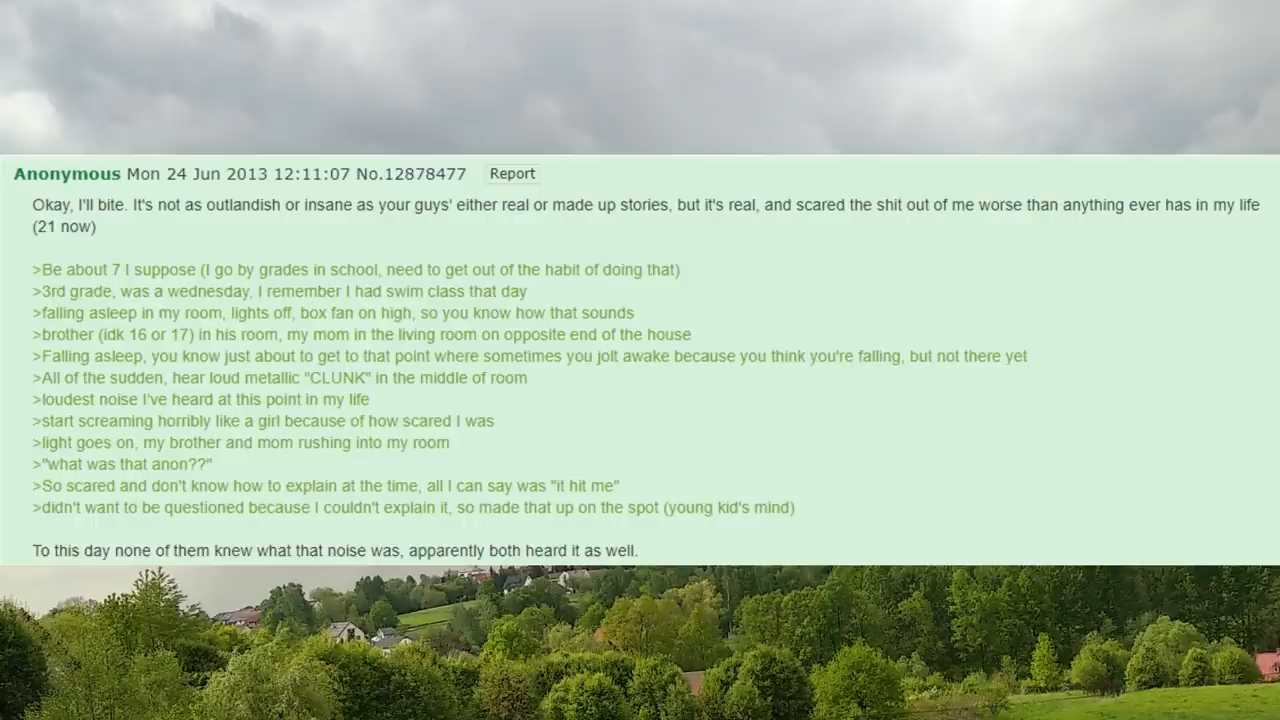 Anonymous Mon 24 Jun 2013 12:11:07 No.12878477 Report
Okay, I'll bite. It's not as outlandish or insane as your guys' either real or made up stories, but it's real, and scared the shit out of me worse than anything ever has in my life
(21 now)
>Be about 7 I suppose (I go by grades in school, need to get out of the habit of doing that)
>3rd grade, was a wednesday, I remember I had swim class that day
>falling asleep in my room, lights off, box fan on high, so you know how that sounds
>brother (idk 16 or 17) in his room, my mom in the living room on opposite end of the house
>Falling asleep, you know just about to get to that point where sometimes you jolt awake because you think you're falling, but not there yet
>All of the sudden, hear loud metallic "CLUNK" in the middle of room
>loudest noise I've heard at this point in my life
>start screaming horribly like a girl because of how scared I was
>light goes on, my brother and mom rushing into my room
>"what was that anon??"
>So scared and don't know how to explain at the time, all I can say was "it hit me"
>didn't want to be questioned because I couldn't explain it, so made that up on the spot (young kid's mind)
To this day none of them knew what that noise was, apparently both heard it as well.